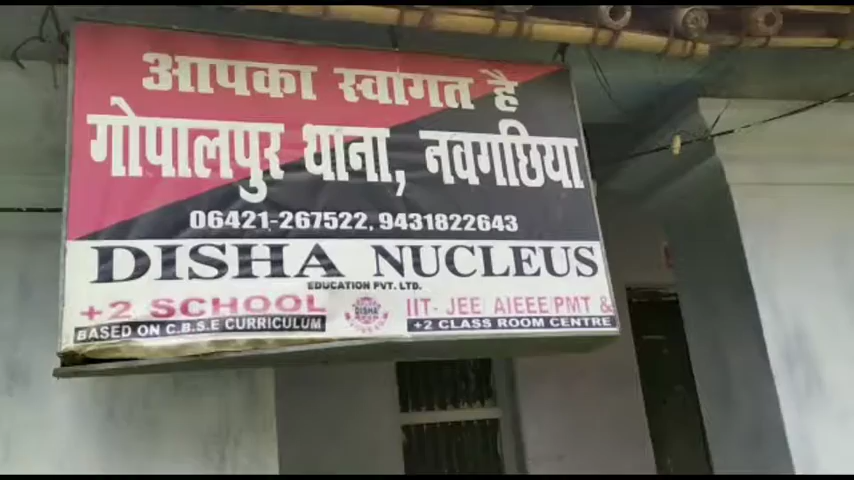 आपका स्वागत है
गोपालपुर थाना, नवगछिया
06421-267522, 9431822643
DISHA NUCLEUS
EDUCATION PVT. LTD.
+2 SCHOOL
BASED ON C.B.S.E CURRICULUM
DISHA
IIT- JEE AIEEE PMT &
+2 CLASS ROOM CENTRE